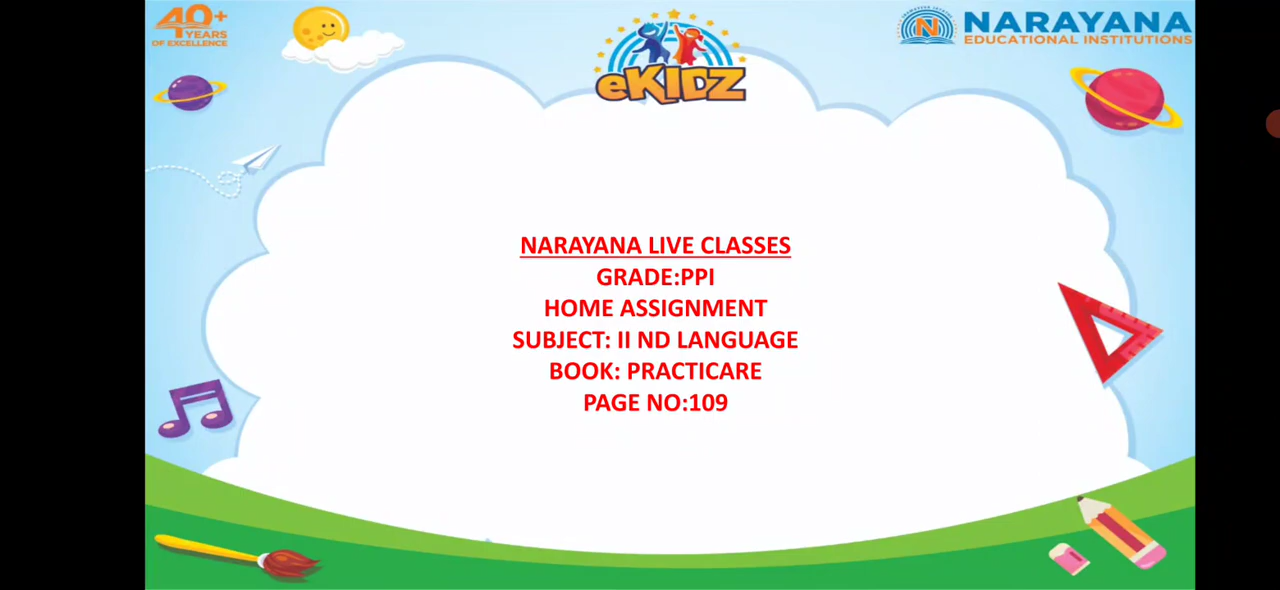 40+
YEARS
OF EXCELLENCE
eKIDZ
N
NARAYANA
EDUCATIONAL INSTITUTIONS
NARAYANA LIVE CLASSES
GRADE:PPI
HOME ASSIGNMENT
SUBJECT: II ND LANGUAGE
BOOK: PRACTICARE
PAGE NO:109